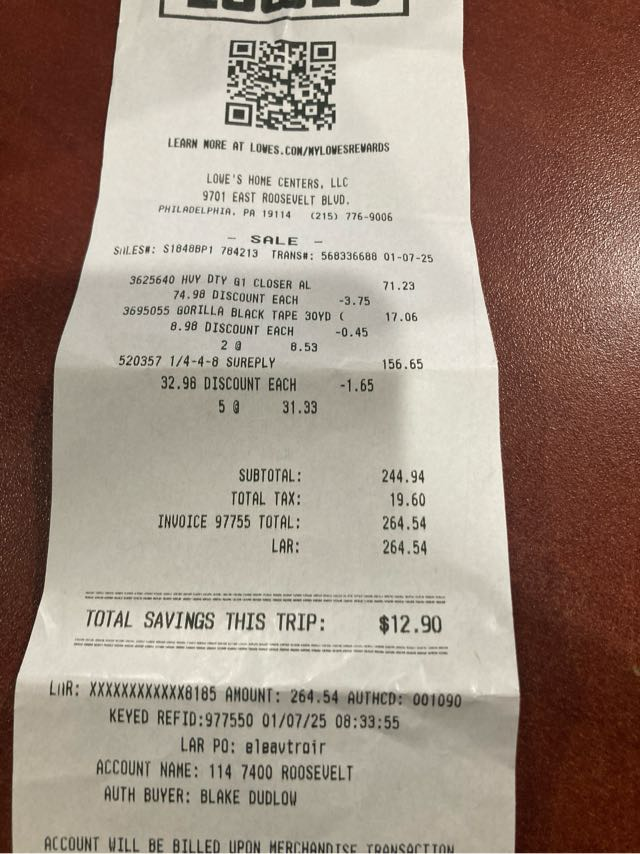 LOWE'S
LEARN MORE AT LOWES.COM/MYLOWESREWARDS
LOWE'S HOME CENTERS, LLC
9701 EAST ROOSEVELT BLVD.
PHILADELPHIA, PA 19114 (215) 776-9006
- SALE -
SALES#: S1848BP1 784213 TRANS#: 568336688 01-07-25
3625640 HVY DTY G1 CLOSER AL 71.23
74.98 DISCOUNT EACH -3.75
3695055 GORILLA BLACK TAPE 30YD ( 17.06
8.98 DISCOUNT EACH -0.45
2 @ 8.53
520357 1/4-4-8 SUREPLY 156.65
32.98 DISCOUNT EACH -1.65
5 @ 31.33
SUBTOTAL: 244.94
TOTAL TAX: 19.60
INVOICE 97755 TOTAL: 264.54
LAR: 264.54
TOTAL SAVINGS THIS TRIP: $12.90
LAR: XXXXXXXXXXXX8185 AMOUNT: 264.54 AUTHCD: 001090
KEYED REFID:977550 01/07/25 08:33:55
LAR PO: eleavtroir
ACCOUNT NAME: 114 7400 ROOSEVELT
AUTH BUYER: BLAKE DUDLOW
ACCOUNT WILL BE BILLED UPON MERCHANDISE TRANSACTION